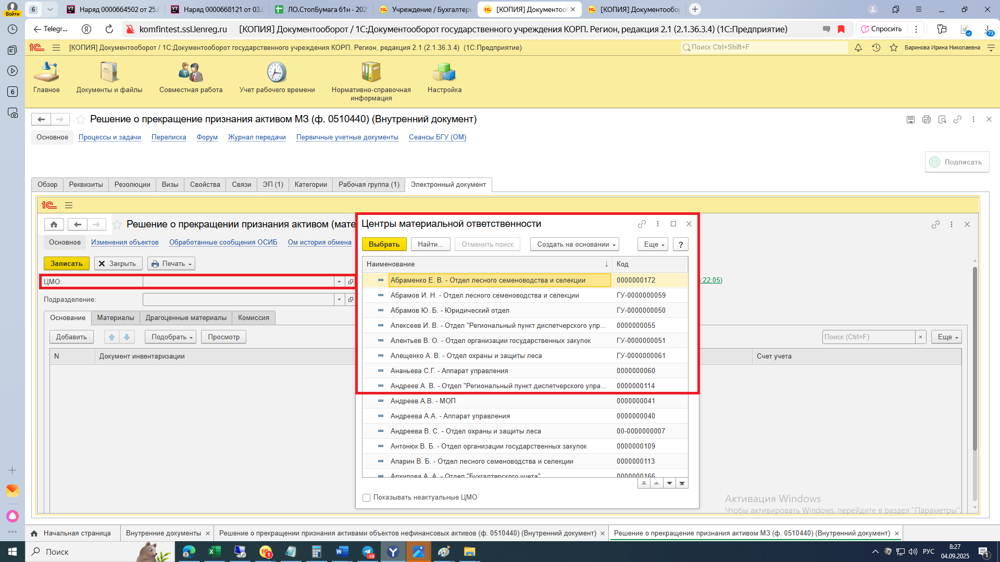 Войти
6
Наряд 0000664502 от 25.0
Наряд 0000668121 от 03.0
ЛО.СтопБумага б1н - 202
Учреждение / Бухгалтери
[КОПИЯ] Документооб
[КОПИЯ] Документообор
← Telegr...
komfintest.ssl.lenreg.ru
[КОПИЯ] Документооборот / 1С:Документооборот государственного учреждения КОРП. Регион, редакция 2.1 (2.1.36.3.4) (1С:Предприятие)
Спросить
73
[КОПИЯ] Документооборот / 1С:Документооборот государственного учреждения КОРП. Регион, редакция 2.1 (2.1.36.3.4) (1С:Предприятие)
Поиск Ctrl+Shift+F
Баринова Ирина Николаевна
6
Главное
Документы и файлы
Совместная работа
Учет рабочего времени
Нормативно-справочная информация
Настройка
Решение о прекращение признания активом МЗ (ф. 0510440) (Внутренний документ)
Основное
Процессы и задачи
Переписка
Форум
Журнал передачи
Первичные учетные документы
Сеансы БГУ (ОМ)
Подписать
Обзор
Реквизиты
Резолюции
Визы
Свойства
Связи
ЭП (1)
Категории
Рабочая группа (1)
Электронный документ
Решение о прекращении признания активом (мате
Основное
Изменения объектов
Обработанные сообщения ОСИБ
Ом история обмена
Записать
Закрыть
Печать
ЦМО:
:22:05)
Подразделение:
Основание
Материалы
Драгоценные материалы
Комиссия
Добавить
Подобрать
Просмотр
Поиск (Ctrl+F)
×
Еще
N
Документ инвентаризации
Счет учета
Центры материальной ответственности
Выбрать
Найти...
Отменить поиск
Создать на основании
Еще
?
Наименование ↓ Код
Абраменко Е. В. - Отдел лесного семеноводства и селекции 0000000172
Абрамов И. Н. - Отдел лесного семеноводства и селекции ГУ-0000000059
Абрамов Ю. Б. - Юридический отдел ГУ-0000000050
Алексеев И. В. - Отдел "Региональный пункт диспетчерского упр... 0000000055
Алентьев В. О. - Отдел организации государственных закупок ГУ-0000000051
Алещенко А. В. - Отдел охраны и защиты леса ГУ-0000000061
Ананьева С.Г. - Аппарат управления 0000000060
Андреев А. В. - Отдел "Региональный пункт диспетчерского упра... 0000000114
Андреев А.В. - МОП 0000000041
Андреева А.А. - Аппарат управления 0000000040
Андреева В. С. - Отдел охраны и защиты леса 00-0000000007
Антонюк В. Б. - Отдел организации государственных закупок 0000000109
Апарин В. Б. - Отдел лесного семеноводства и селекции 0000000113
Архипова А. А. - Отдел "Бухгалтерского учета" 0000000166
Показывать неактуальные ЦМО
Активация Windows
Чтобы активировать Windows, перейдите в раздел "Параметры".
Начальная страница
Внутренние документы ×
Решение о прекращении признания активами объектов нефинансовых активов (ф. 0510440) (Внутренний документ) ×
Решение о прекращение признания активом МЗ (ф. 0510440) (Внутренний документ) ×
Поиск
1
98
РУС
8:27
04.09.2025
1